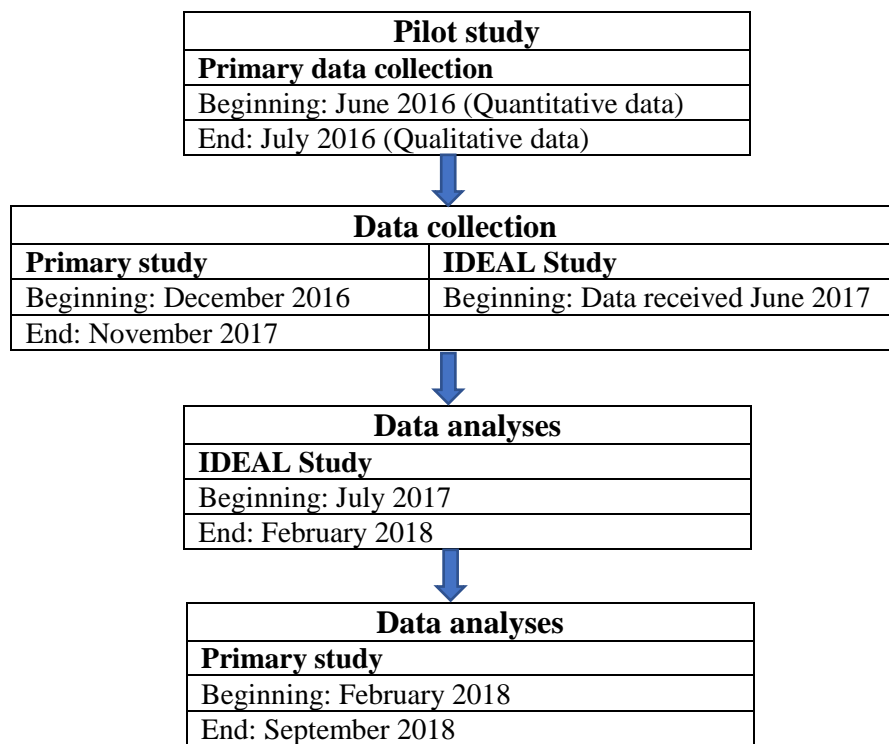 Pilot study
Primary data collection
Beginning: June 2016 (Quantitative data)
End: July 2016 (Qualitative data)
Data collection
Primary study
IDEAL Study
Beginning: December 2016
Beginning: Data received June 2017
End: November 2017
Data analyses
IDEAL Study
Beginning: July 2017
End: February 2018
Data analyses
Primary study
Beginning: February 2018
End: September 2018